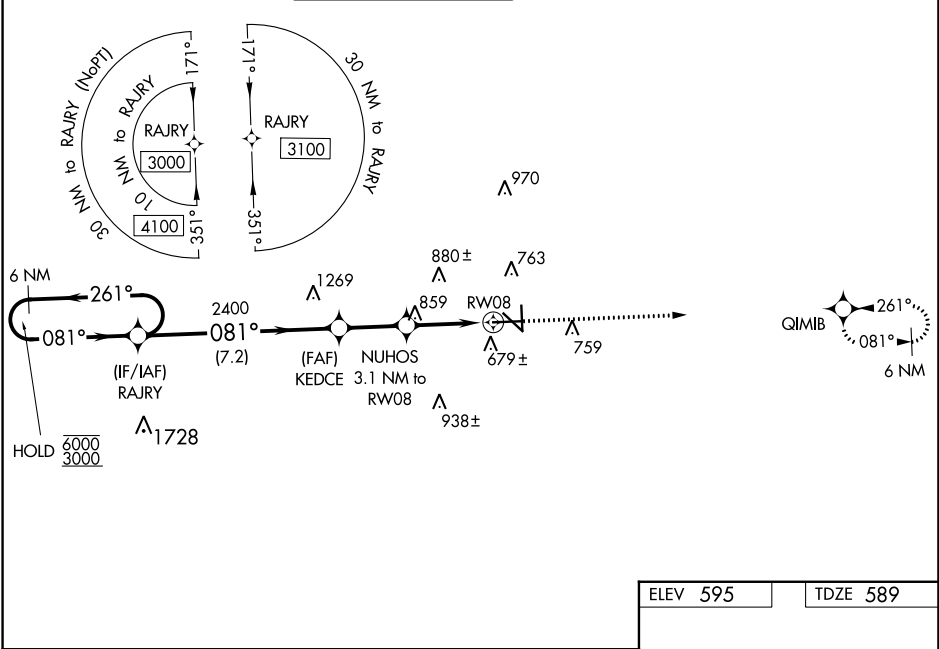 30 NM to RAJRY (NoPT)
10 NM to RAJRY
171°
RAJRY
3000
4100
351°
171°
30 NM to RAJRY
RAJRY
3100
351°
970
6 NM
261°
081°
1269
880±
763
2400
081°
(7.2)
859
RW08
QIMIB
261°
081°
6 NM
(IF/IAF)
RAJRY
(FAF)
KEDCE
NUHOS
3.1 NM to
RW08
679±
759
938±
1728
HOLD
6000
3000
ELEV 595
TDZE 589